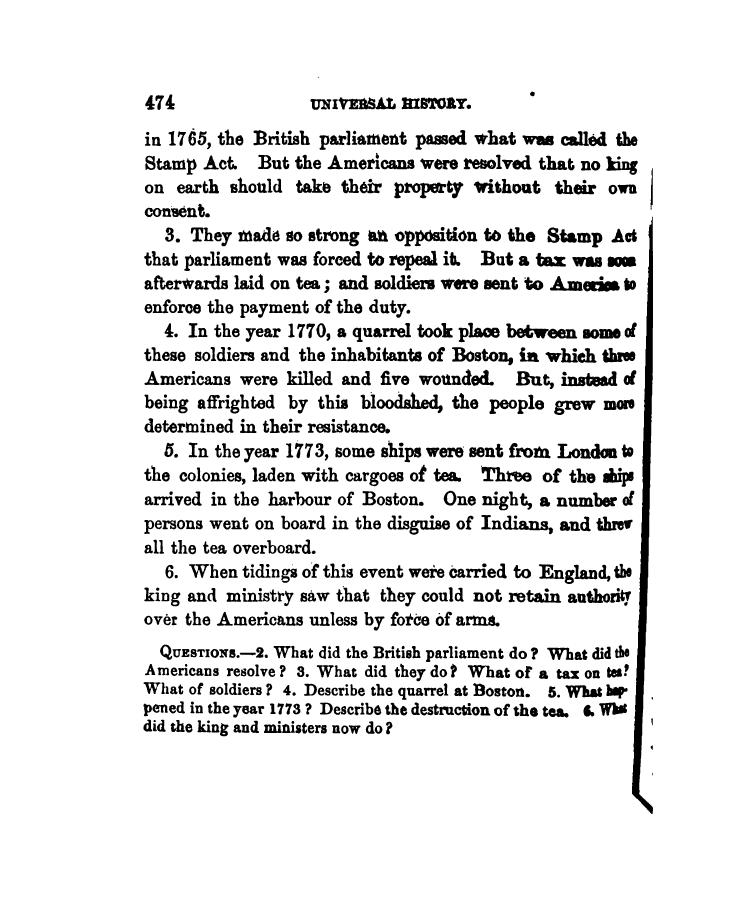 474 UNIVERSAL HISTORY.
in 1765, the British parliament passed what was called the
Stamp Act. But the Americans were resolved that no king
on earth should take their property without their own
consent.
3. They made so strong an opposition to the Stamp Act
that parliament was forced to repeal it. But a tax was soon
afterwards laid on tea; and soldiers were sent to America to
enforce the payment of the duty.
4. In the year 1770, a quarrel took place between some of
these soldiers and the inhabitants of Boston, in which three
Americans were killed and five wounded. But, instead of
being affrighted by this bloodshed, the people grew more
determined in their resistance.
5. In the year 1773, some ships were sent from London to
the colonies, laden with cargoes of tea. Three of the ships
arrived in the harbour of Boston. One night, a number of
persons went on board in the disguise of Indians, and threw
all the tea overboard.
6. When tidings of this event were carried to England, the
king and ministry saw that they could not retain authority
over the Americans unless by force of arms.
QUESTIONS.—2. What did the British parliament do? What did the
Americans resolve? 3. What did they do? What of a tax on tea?
What of soldiers? 4. Describe the quarrel at Boston. 5. What hap-
pened in the year 1773? Describe the destruction of the tea. 6. What
did the king and ministers now do?